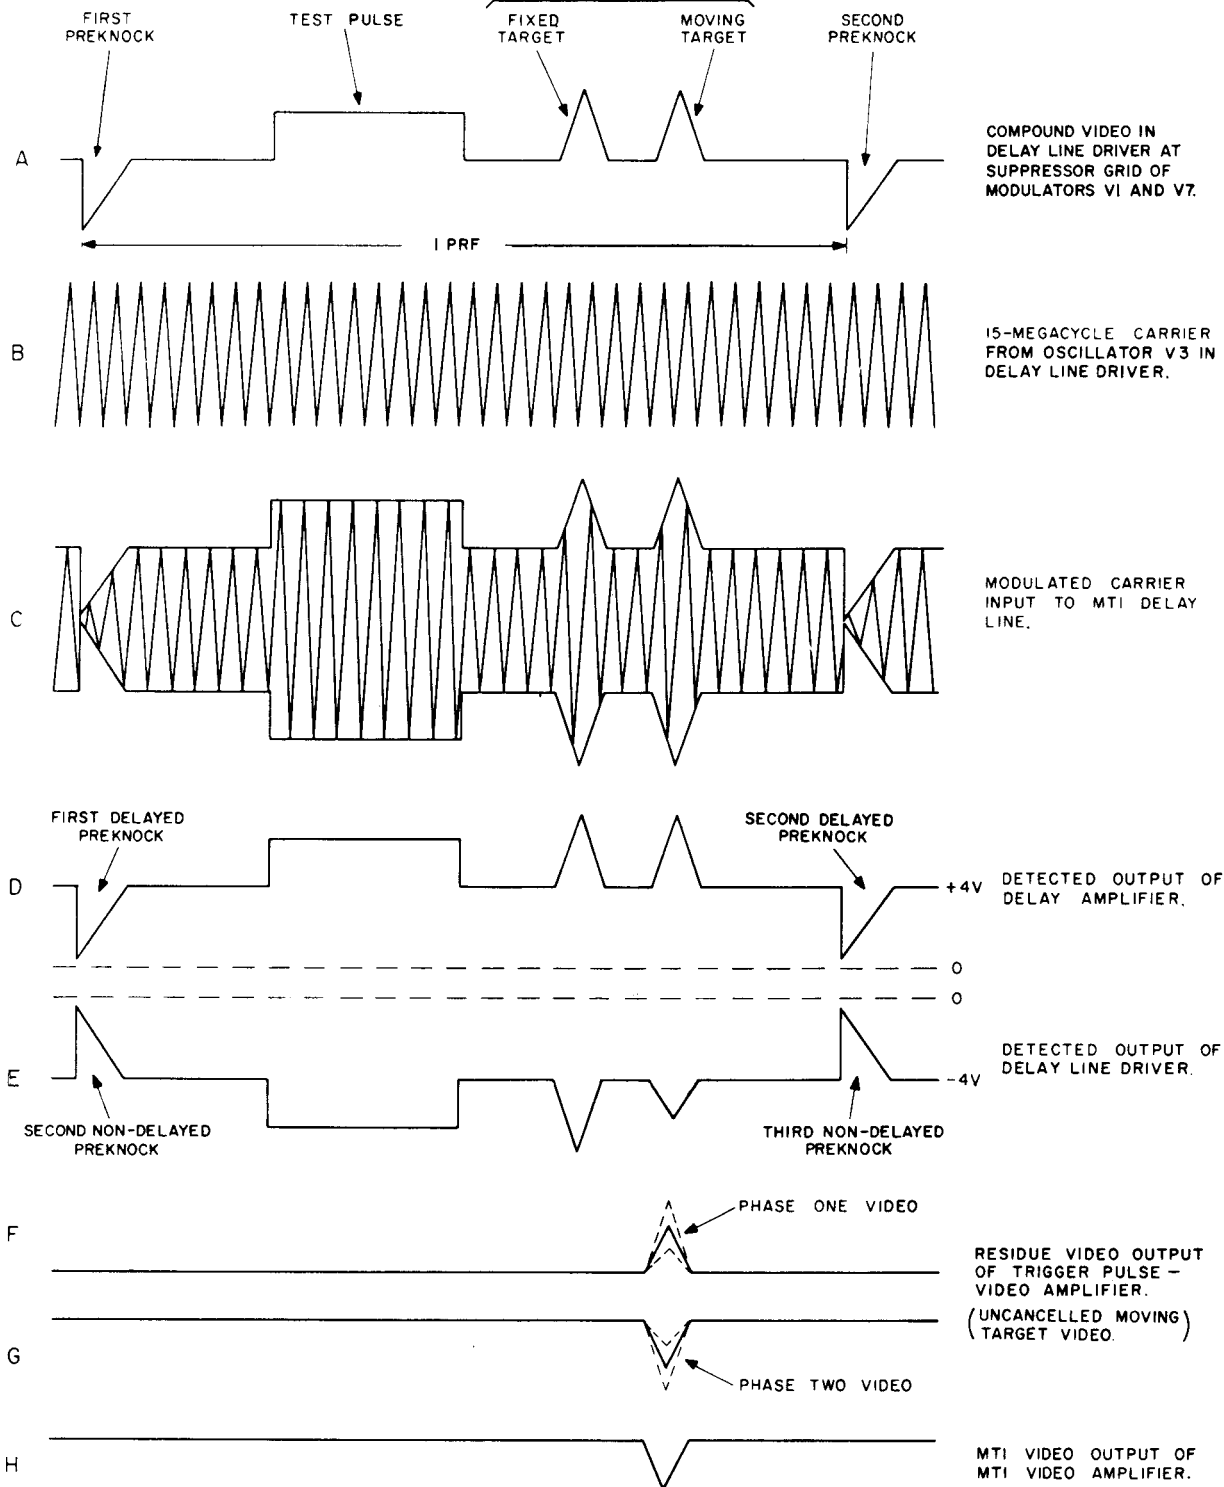 FIRST
PREKNOCK
TEST PULSE
FIXED
TARGET
MOVING
TARGET
SECOND
PREKNOCK
A
COMPOUND VIDEO IN
DELAY LINE DRIVER AT
SUPPRESSOR GRID OF
MODULATORS V1 AND V7.
1 PRF
B
15-MEGACYCLE CARRIER
FROM OSCILLATOR V3 IN
DELAY LINE DRIVER.
C
MODULATED CARRIER
INPUT TO MTI DELAY
LINE.
FIRST DELAYED
PREKNOCK
SECOND DELAYED
PREKNOCK
D
+4V
DETECTED OUTPUT OF
DELAY AMPLIFIER.
0
0
E
-4V
DETECTED OUTPUT OF
DELAY LINE DRIVER.
SECOND NON-DELAYED
PREKNOCK
THIRD NON-DELAYED
PREKNOCK
F
PHASE ONE VIDEO
RESIDUE VIDEO OUTPUT
OF TRIGGER PULSE –
VIDEO AMPLIFIER.
(UNCANCELLED MOVING
TARGET VIDEO.)
G
PHASE TWO VIDEO
H
MTI VIDEO OUTPUT OF
MTI VIDEO AMPLIFIER.